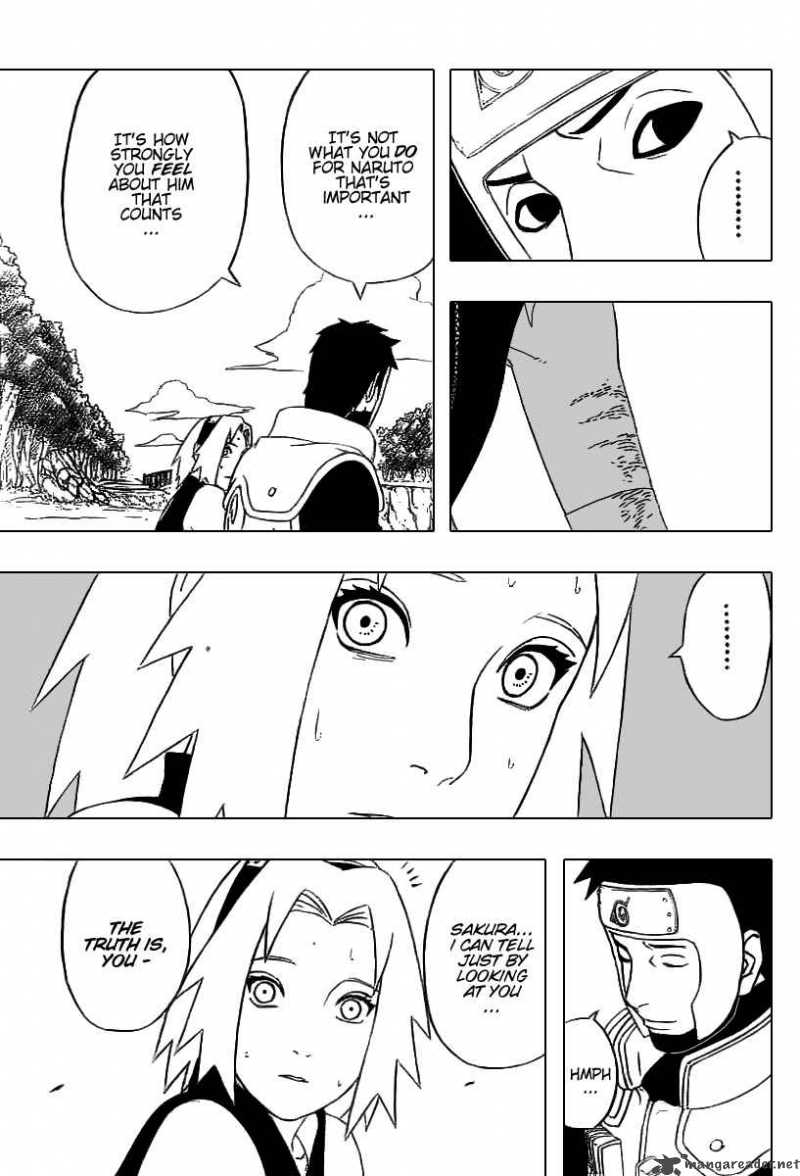 .........
IT'S NOT
WHAT YOU DO
FOR NARUTO
THAT'S
IMPORTANT
...
IT'S HOW
STRONGLY
YOU FEEL
ABOUT HIM
THAT
COUNTS
...
.........
HMPH
SAKURA...
I CAN TELL
JUST BY
LOOKING
AT YOU
...
THE
TRUTH IS,
YOU -
mangareader.net